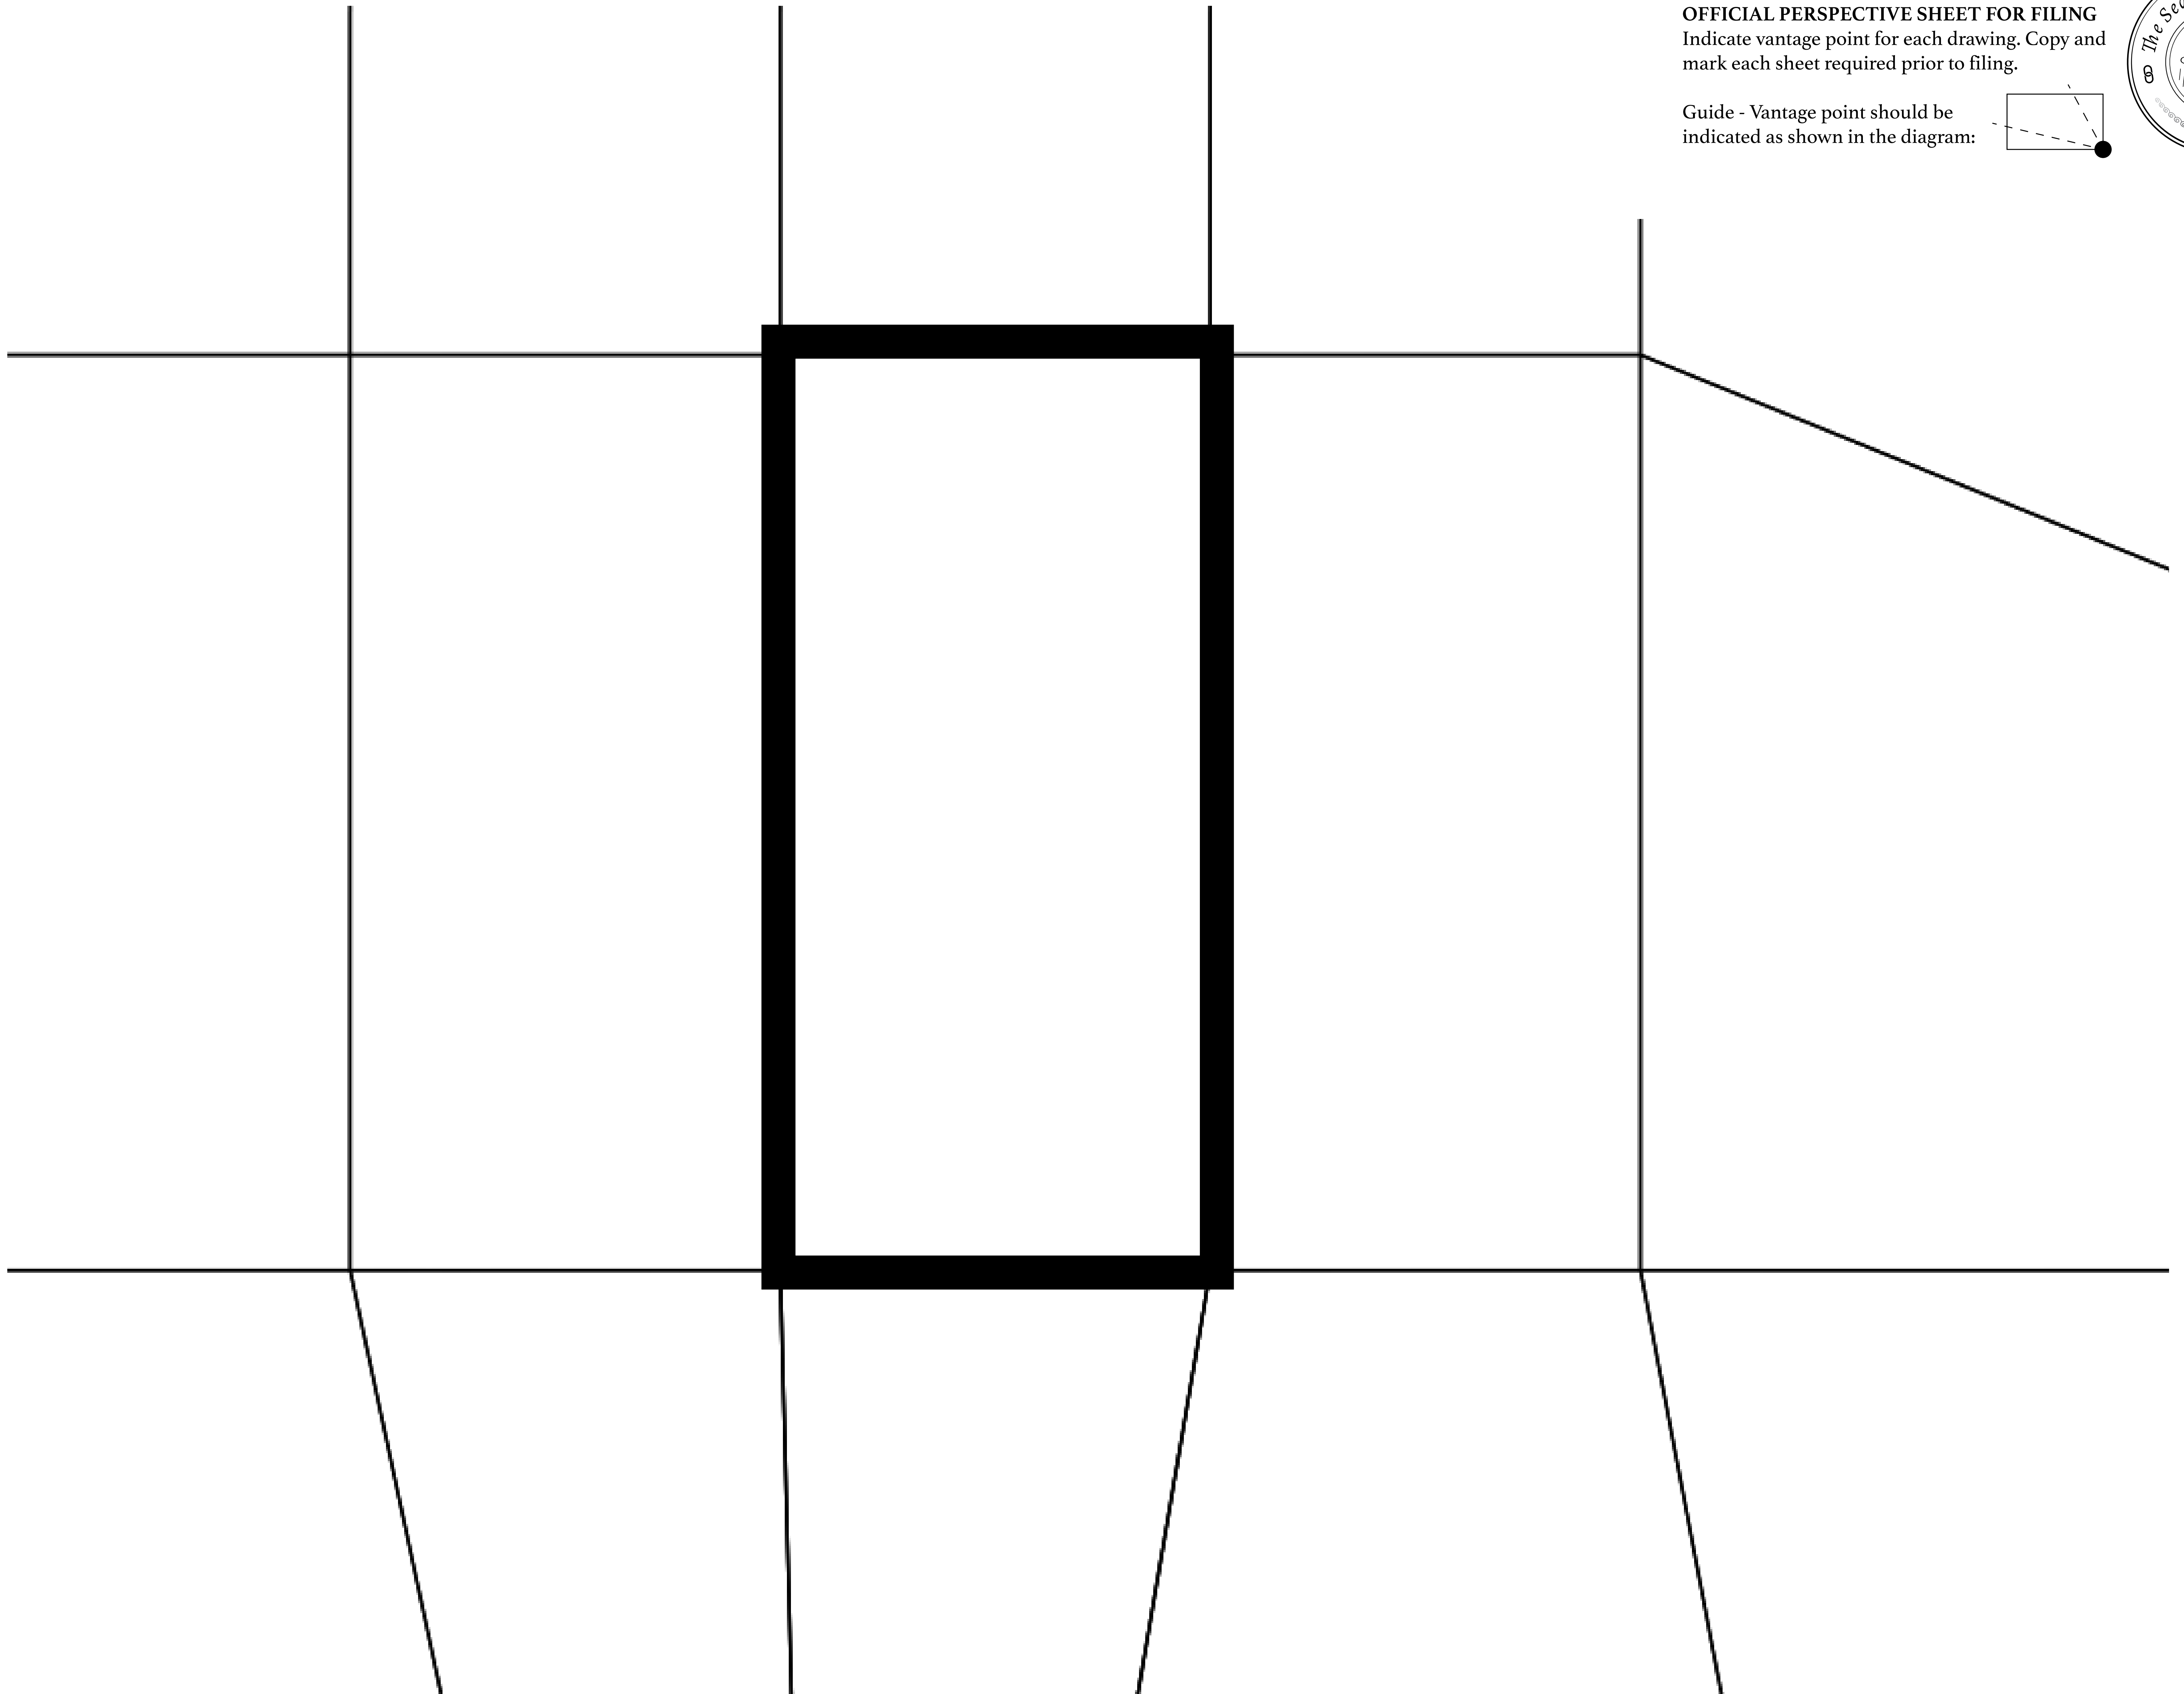 OFFICIAL PERSPECTIVE SHEET FOR FILING
Indicate vantage point for each drawing. Copy and
mark each sheet required prior to filing.
Guide - Vantage point should be
indicated as shown in the diagram:
The